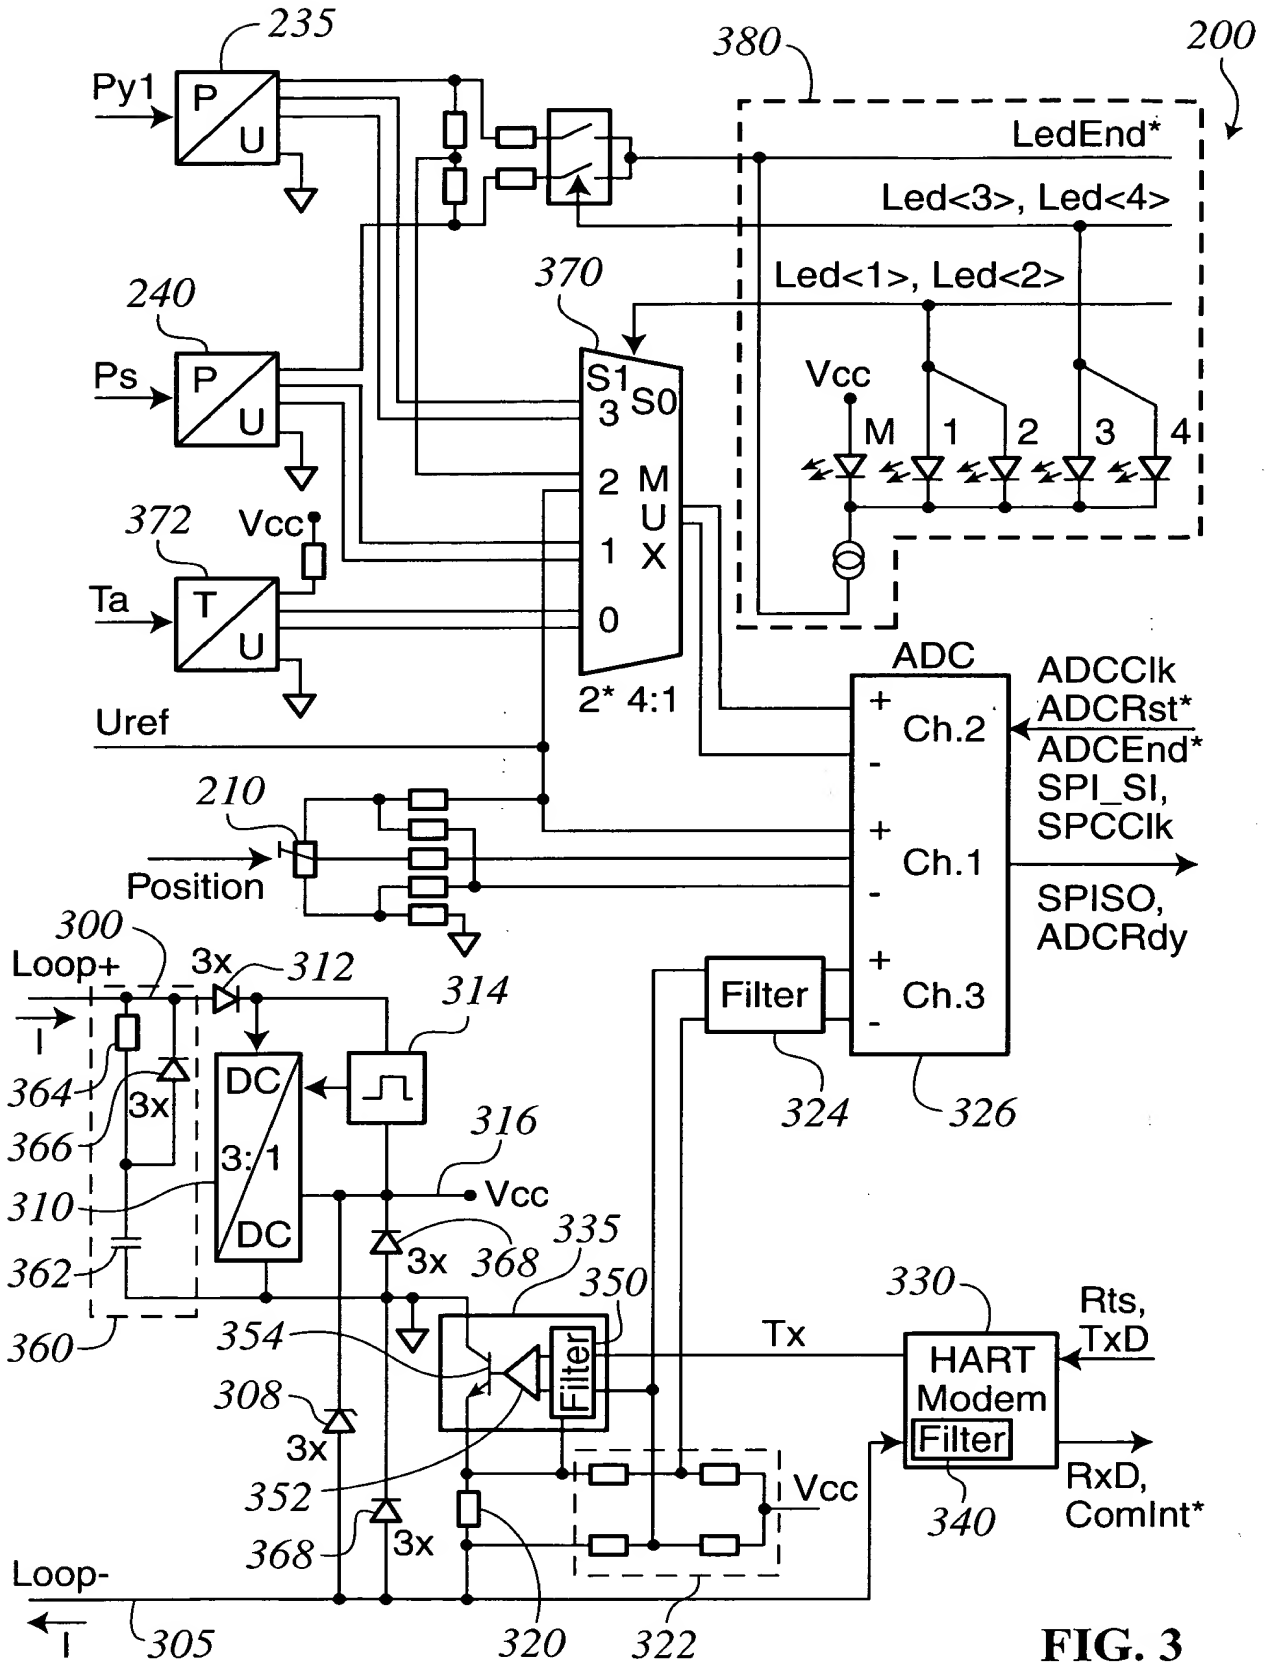 235
380
200
Py1
P
U
LedEnd*
Led<3>, Led<4>
240
370
Led<1>, Led<2>
Ps
P
U
S1
S0
3
Vcc
M
1
2
3
4
372
Vcc
2
M
U
X
1
Ta
T
U
0
2* 4:1
ADC
Uref
+
Ch.2
-
ADCClk
ADCRst*
ADCEnd*
SPI_SI,
SPCClk
210
Position
+
Ch.1
-
SPISO,
ADCRdy
300
Loop+
3x
312
314
+
Ch.3
-
Filter
I
364
3x
366
DC
3:1
DC
324
326
310
316
Vcc
362
3x
368
335
350
330
360
354
Filter
Tx
HART
Modem
Filter
Rts,
TxD
308
3x
352
Vcc
RxD,
ComInt*
340
368
3x
Loop-
I
305
320
322
FIG. 3